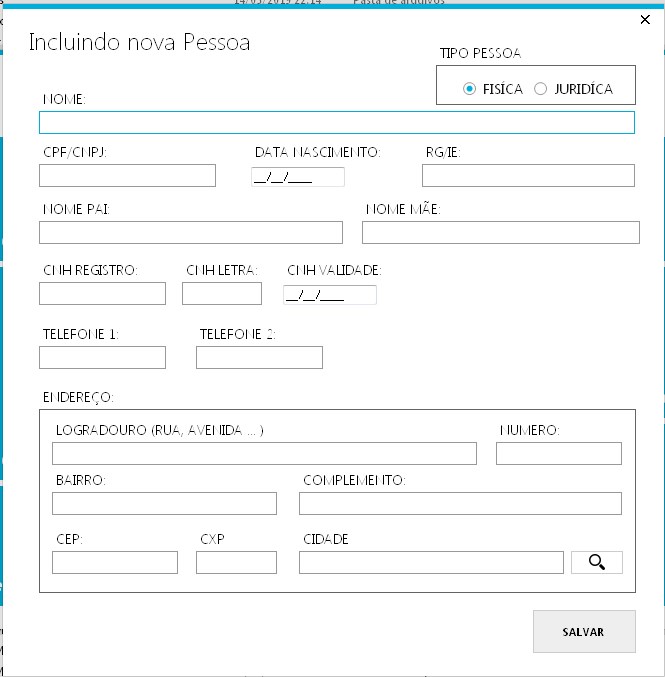 14/05/2019 22:14 Pasta de arquivos
Incluindo nova Pessoa
TIPO PESSOA
FISÍCA JURIDÍCA
NOME:
CPF/CNPJ: DATA NASCIMENTO: RG/IE:
__/__/____
NOME PAI: NOME MÃE:
CNH REGISTRO: CNH LETRA: CNH VALIDADE:
__/__/____
TELEFONE 1: TELEFONE 2:
ENDEREÇO:
LOGRADOURO (RUA, AVENIDA ... ) NUMERO:
BAIRRO: COMPLEMENTO:
CEP: CXP CIDADE
SALVAR